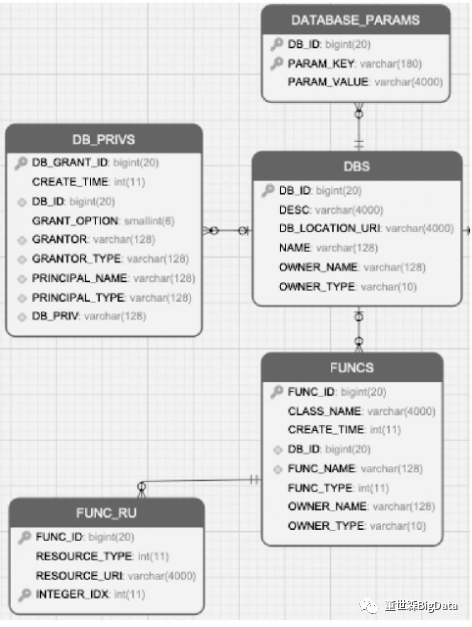 DATABASE_PARAMS
DB_ID: bigint(20)
PARAM_KEY: varchar(180)
PARAM_VALUE: varchar(4000)
DB_PRIVS
DB_GRANT_ID: bigint(20)
CREATE_TIME: int(11)
DB_ID: bigint(20)
GRANT_OPTION: smallint(6)
GRANTOR: varchar(128)
GRANTOR_TYPE: varchar(128)
PRINCIPAL_NAME: varchar(128)
PRINCIPAL_TYPE: varchar(128)
DB_PRIV: varchar(128)
DBS
DB_ID: bigint(20)
DESC: varchar(4000)
DB_LOCATION_URI: varchar(4000)
NAME: varchar(128)
OWNER_NAME: varchar(128)
OWNER_TYPE: varchar(10)
FUNCS
FUNC_ID: bigint(20)
CLASS_NAME: varchar(4000)
CREATE_TIME: int(11)
DB_ID: bigint(20)
FUNC_NAME: varchar(128)
FUNC_TYPE: int(11)
OWNER_NAME: varchar(128)
OWNER_TYPE: varchar(10)
FUNC_RU
FUNC_ID: bigint(20)
RESOURCE_TYPE: int(11)
RESOURCE_URI: varchar(4000)
INTEGER_IDX: int(11)
董世森BigData